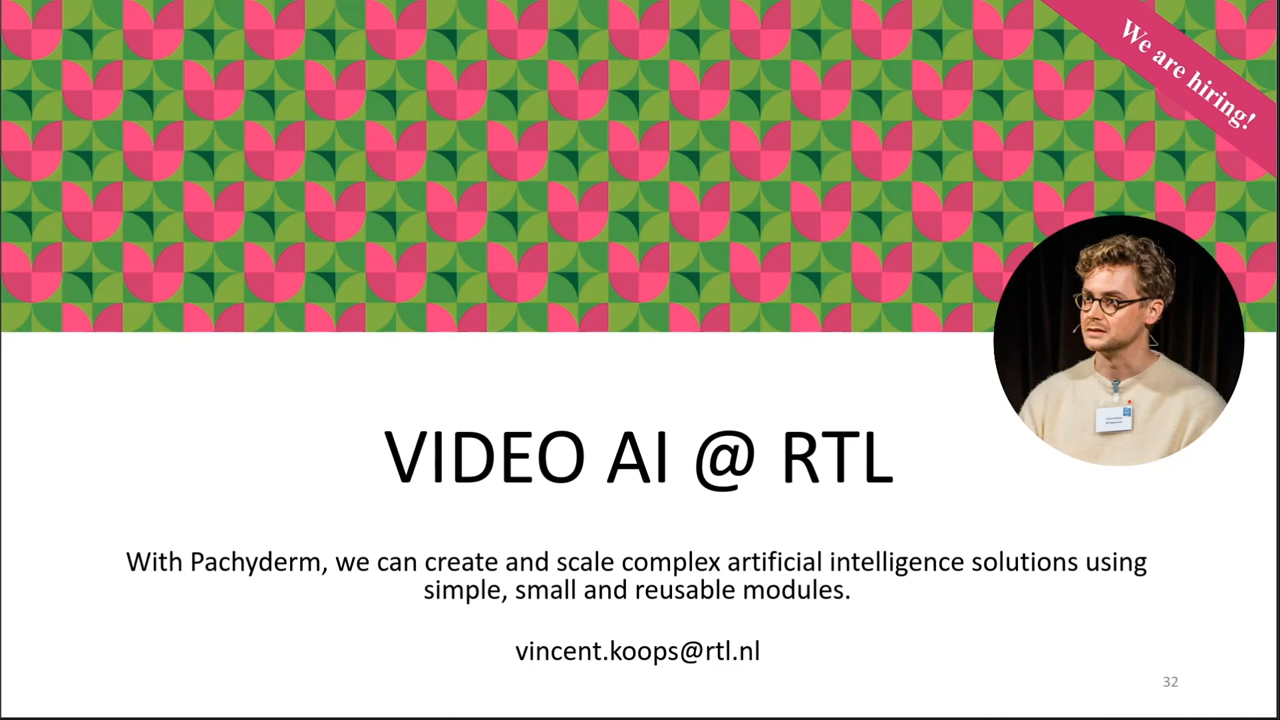 We are hiring!
VIDEO AI @ RTL
With Pachyderm, we can create and scale complex artificial intelligence solutions using
simple, small and reusable modules.
vincent.koops@rtl.nl
32